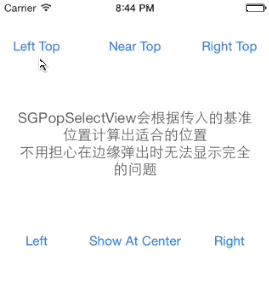 Carrier 8:44 PM
Left Top Near Top Right Top
SGPopSelectView会根据传入的基准
位置计算出适合的位置
不用担心在边缘弹出时无法显示完全
的问题
Left Show At Center Right